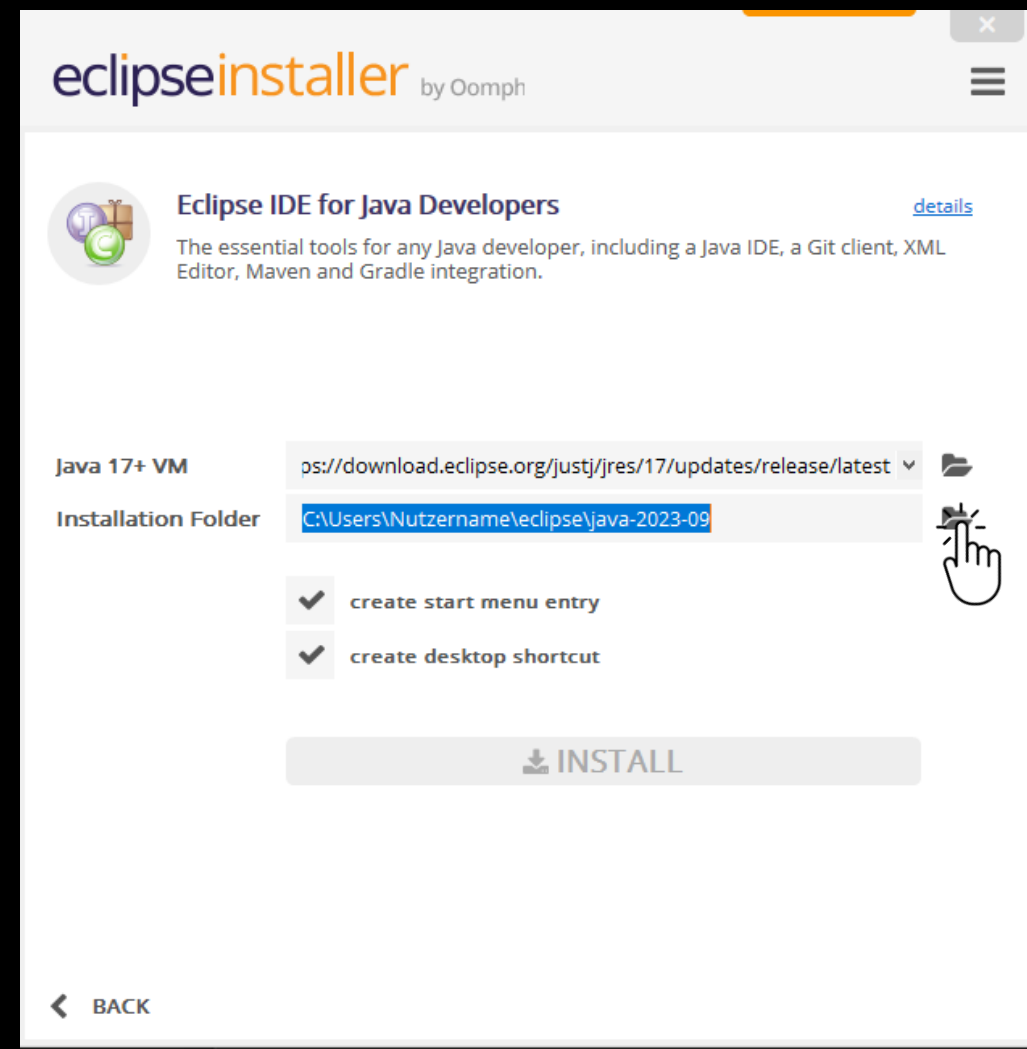 eclipseinstaller by Oomph
Eclipse IDE for Java Developers
details
The essential tools for any Java developer, including a Java IDE, a Git client, XML
Editor, Maven and Gradle integration.
Java 17+ VM
ps://download.eclipse.org/justj/jres/17/updates/release/latest
Installation Folder
C:\Users\Nutzername\eclipse\java-2023-09
create start menu entry
create desktop shortcut
INSTALL
BACK